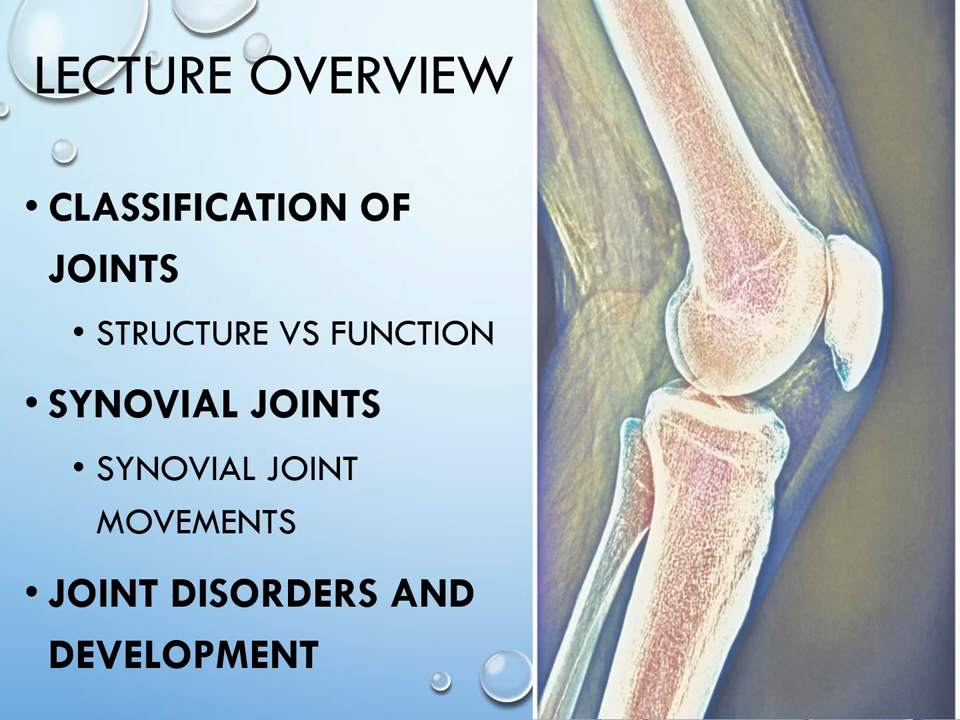 LECTURE OVERVIEW
• CLASSIFICATION OF
JOINTS
• STRUCTURE VS FUNCTION
• SYNOVIAL JOINTS
• SYNOVIAL JOINT
MOVEMENTS
• JOINT DISORDERS AND
DEVELOPMENT